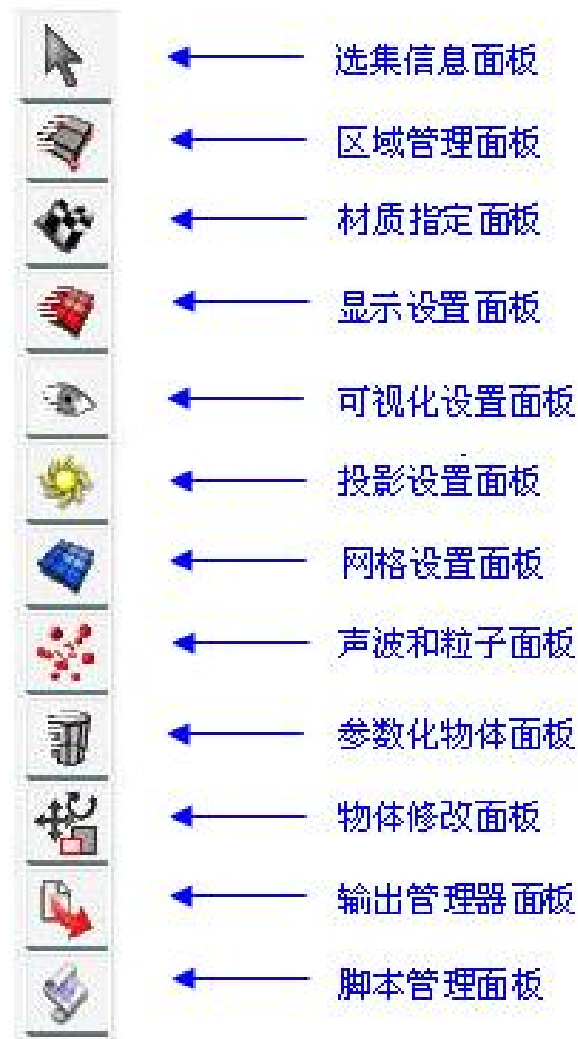 选集信息面板
区域管理面板
材质指定面板
显示设置面板
可视化设置面板
投影设置面板
网格设置面板
声波和粒子面板
参数化物体面板
物体修改面板
输出管理器面板
脚本管理面板